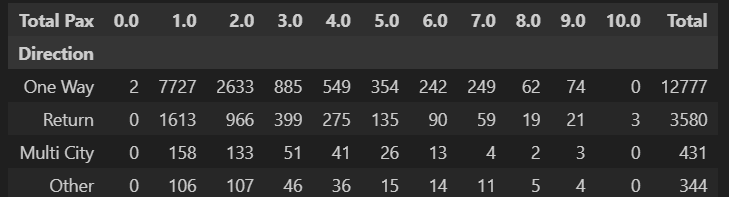 Total Pax 0.0 1.0 2.0 3.0 4.0 5.0 6.0 7.0 8.0 9.0 10.0 Total
Direction
One Way 2 7727 2633 885 549 354 242 249 62 74 0 12777
Return 0 1613 966 399 275 135 90 59 19 21 3 3580
Multi City 0 158 133 51 41 26 13 4 2 3 0 431
Other 0 106 107 46 36 15 14 11 5 4 0 344